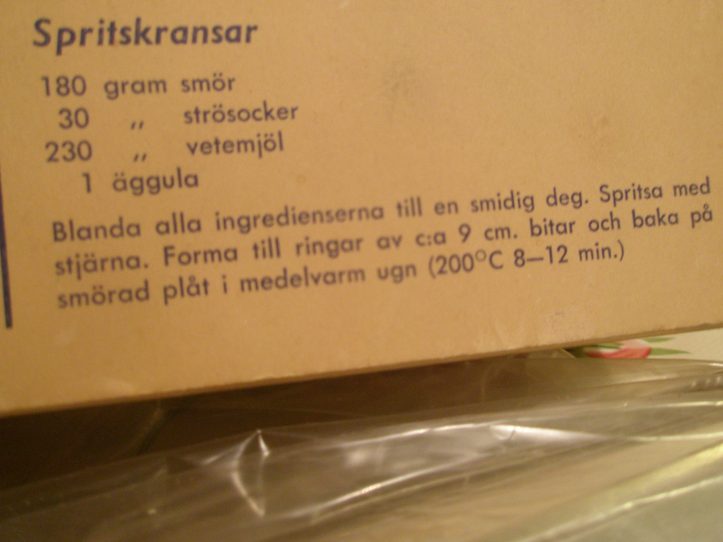 Spritskransar
180 gram smör
30 „ strösocker
230 „ vetemjöl
1 äggula
Blanda alla ingredienserna till en smidig deg. Spritsa med
stjärna. Forma till ringar av c:a 9 cm. bitar och baka på
smörad plåt i medelvarm ugn (200°C 8—12 min.)